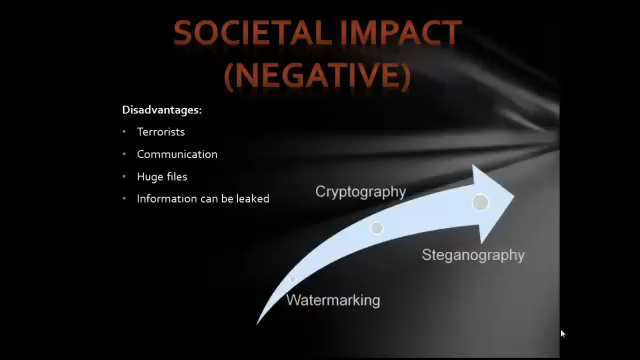 SOCIETAL IMPACT
(NEGATIVE)
Disadvantages:
• Terrorists
• Communication
• Huge files
• Information can be leaked
Cryptography
Steganography
Watermarking